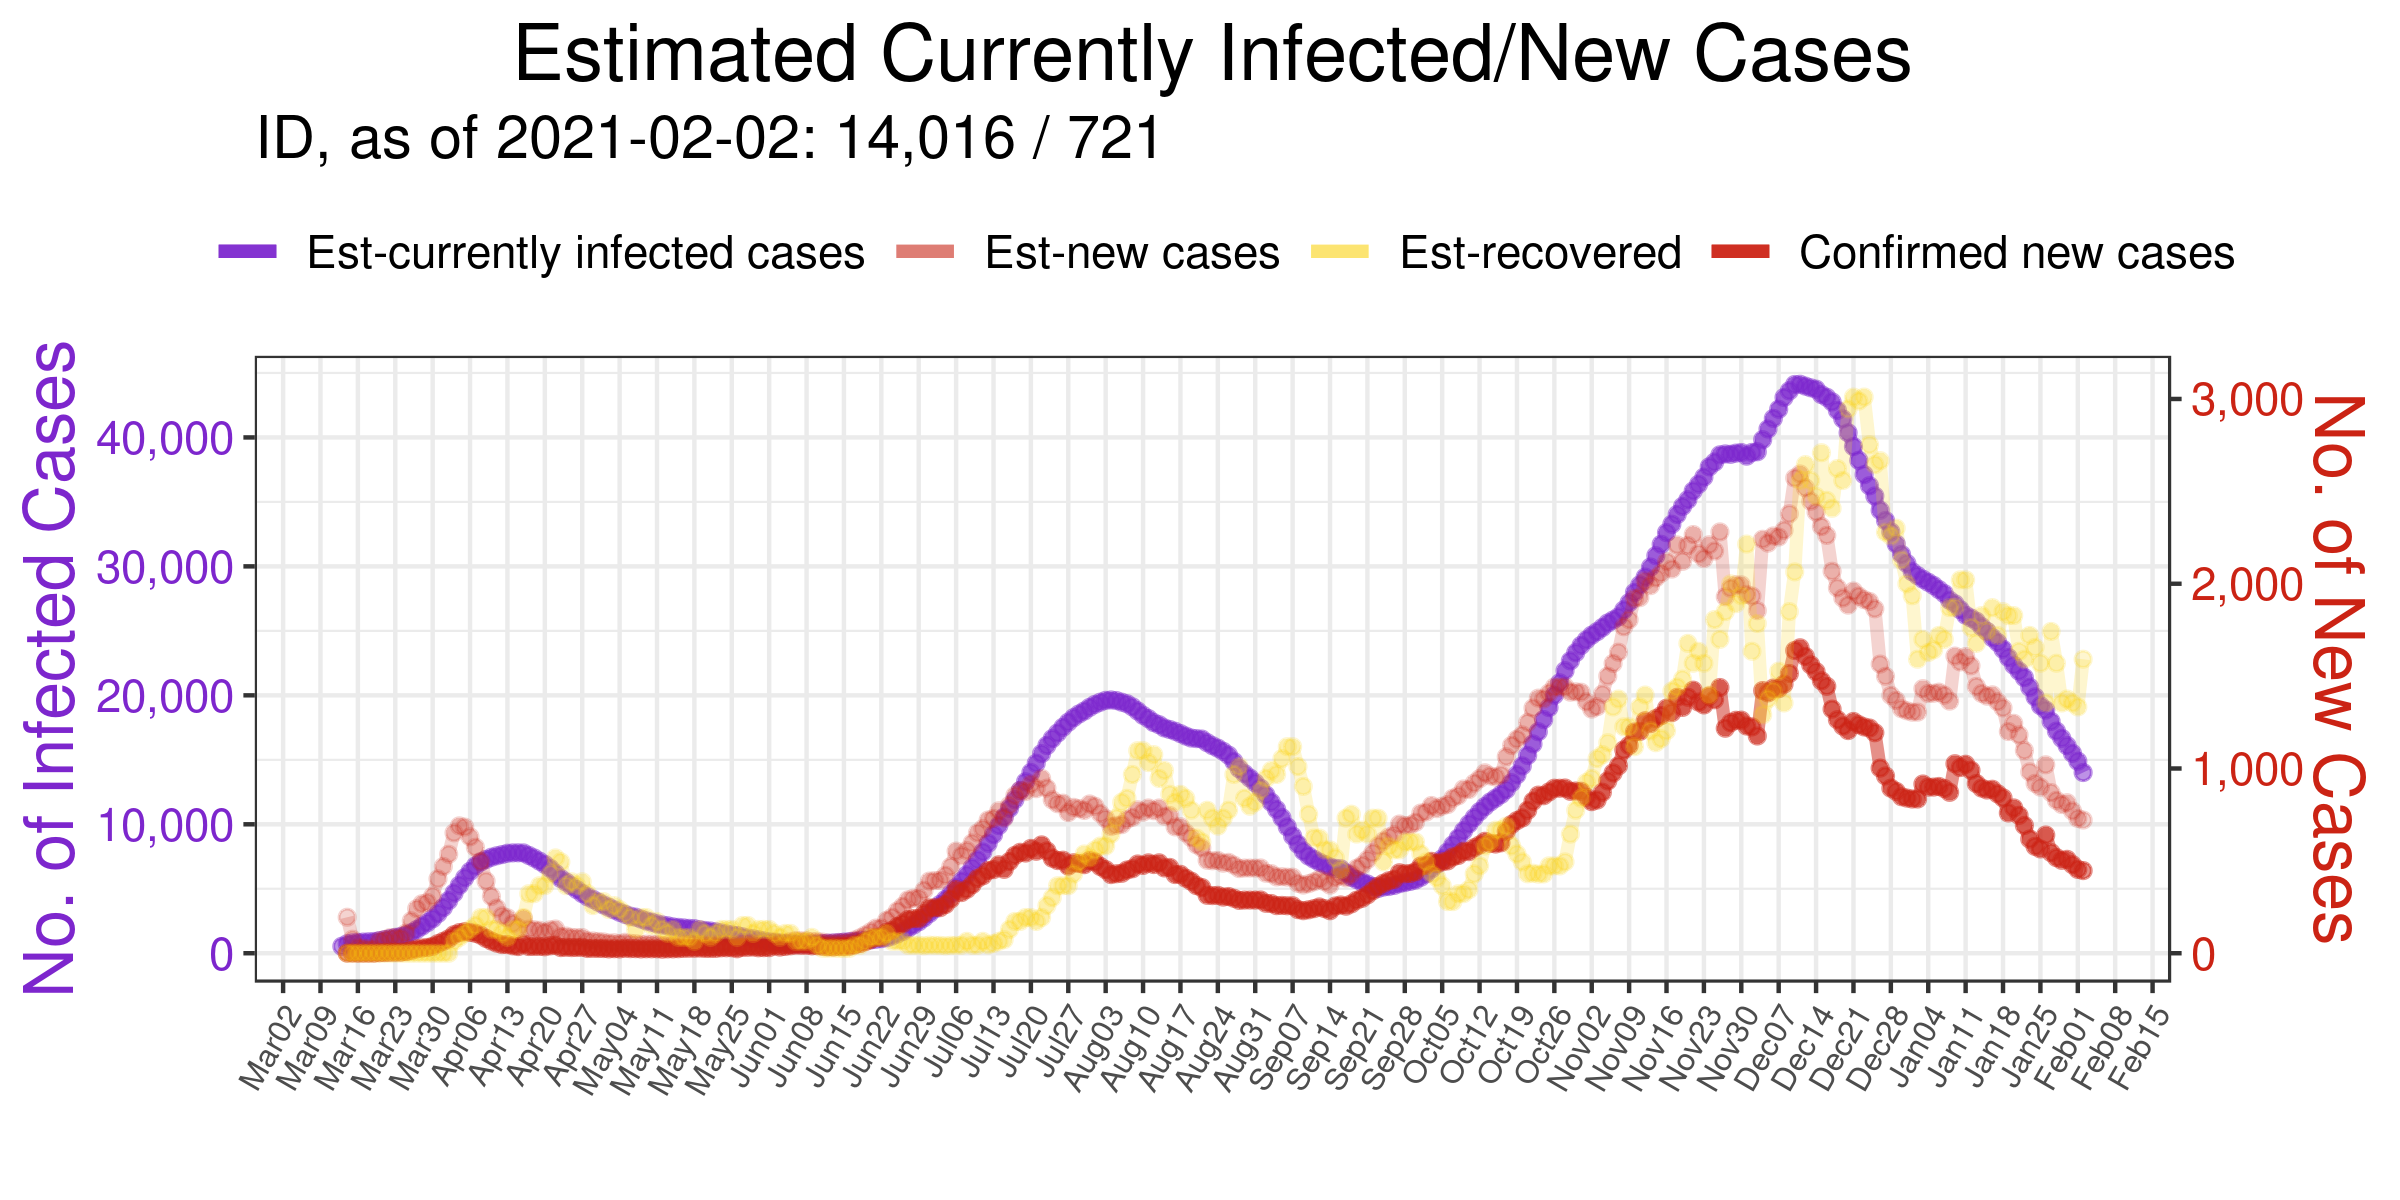 Estimated Currently Infected/New Cases
ID, as of 2021-02-02: 14,016 / 721
Est-currently infected cases
Est-new cases
Est-recovered
Confirmed new cases
No. of Infected Cases
40,000
30,000
20,000
10,000
0
3,000
2,000
1,000
0
No. of New Cases
Mar02
Mar09
Mar16
Mar23
Mar30
Apr06
Apr13
Apr20
Apr27
May04
May11
May18
May25
Jun01
Jun08
Jun15
Jun22
Jun29
Jul06
Jul13
Jul20
Jul27
Aug03
Aug10
Aug17
Aug24
Aug31
Sep07
Sep14
Sep21
Sep28
Oct05
Oct12
Oct19
Oct26
Nov02
Nov09
Nov16
Nov23
Nov30
Dec07
Dec14
Dec21
Dec28
Jan04
Jan11
Jan18
Jan25
Feb01
Feb08
Feb15